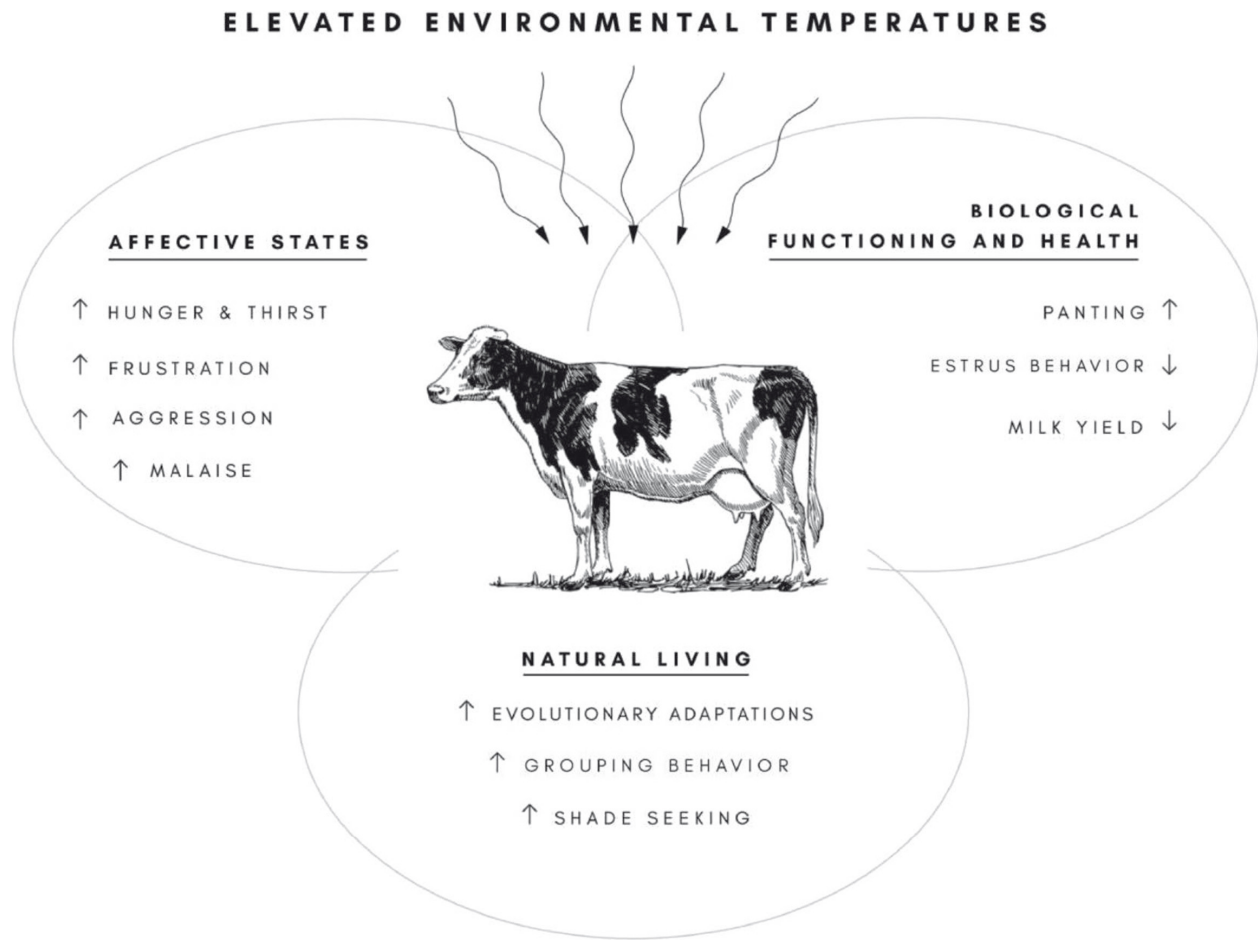 ELEVATED ENVIRONMENTAL TEMPERATURES
AFFECTIVE STATES
↑ HUNGER & THIRST
↑ FRUSTRATION
↑ AGGRESSION
↑ MALAISE
BIOLOGICAL
FUNCTIONING AND HEALTH
PANTING ↑
ESTRUS BEHAVIOR ↓
MILK YIELD ↓
NATURAL LIVING
↑ EVOLUTIONARY ADAPTATIONS
↑ GROUPING BEHAVIOR
↑ SHADE SEEKING